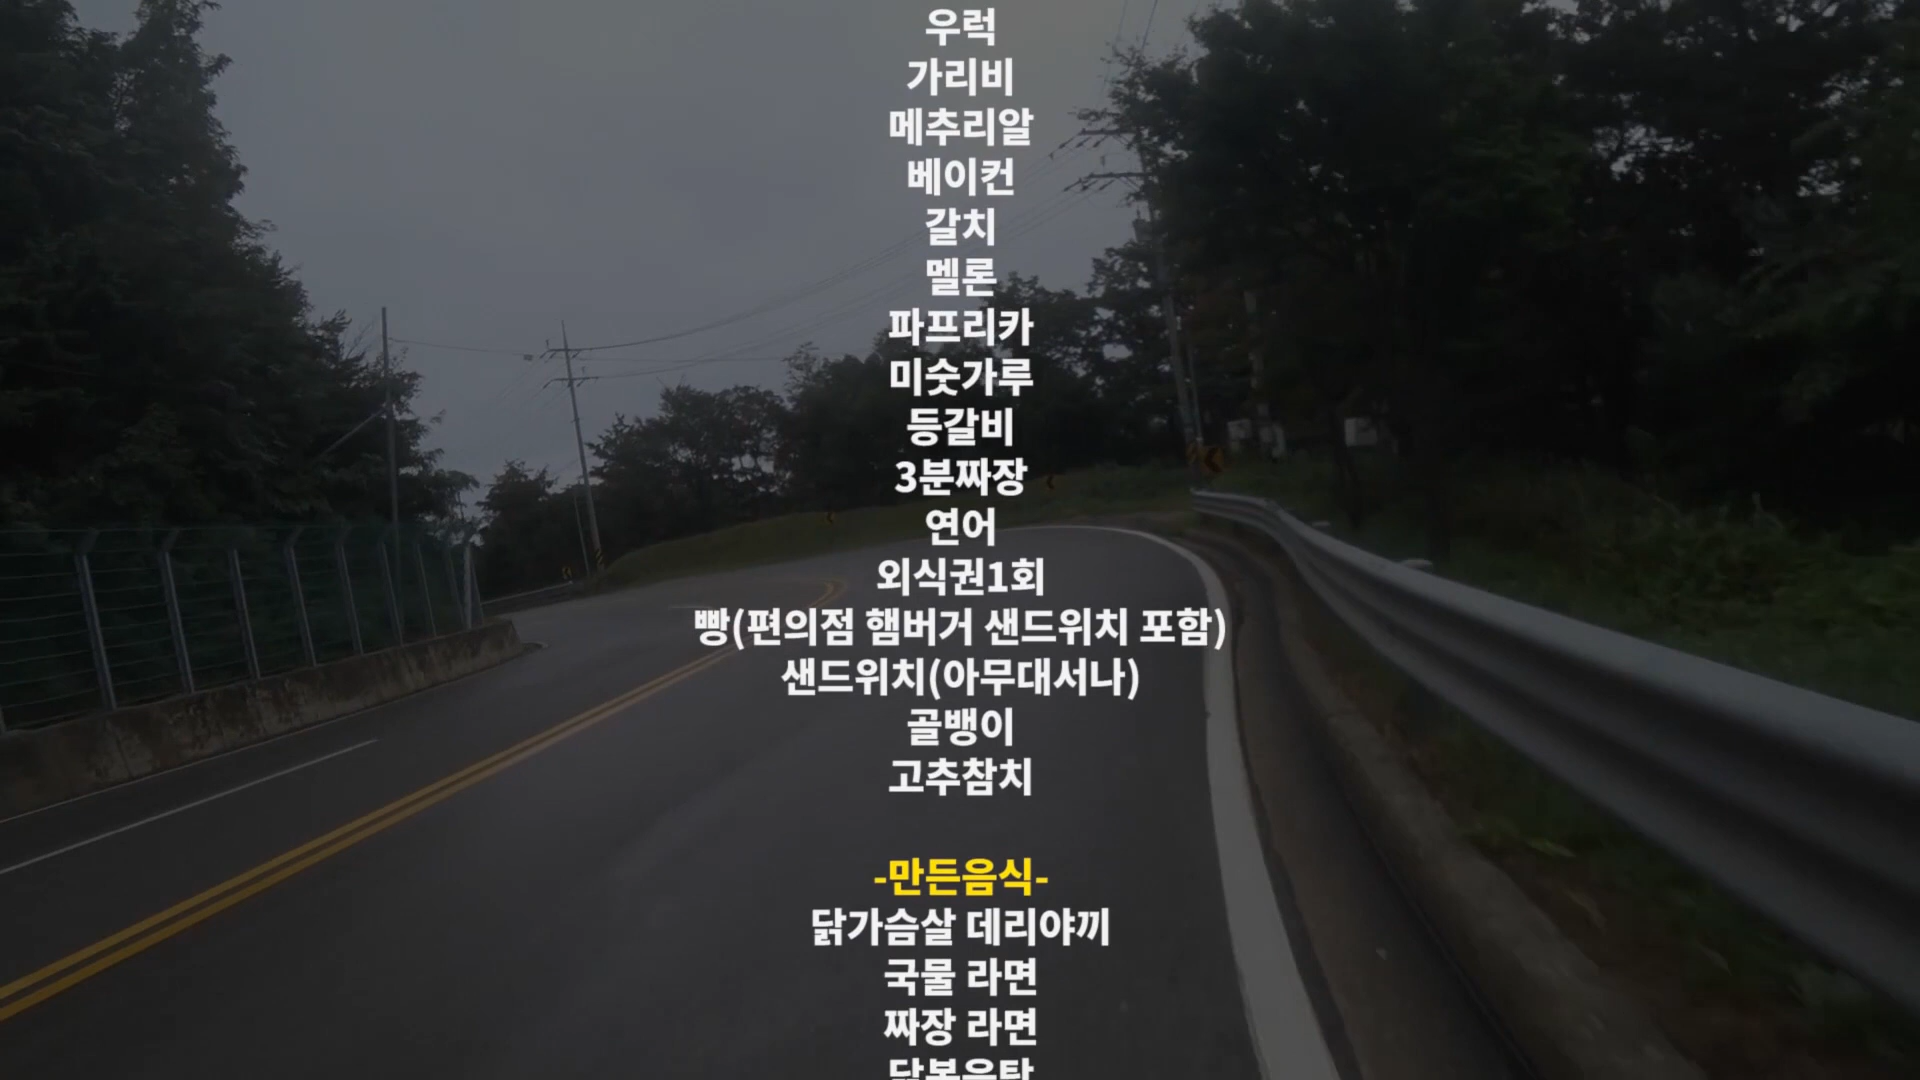 우럭
가리비
메추리알
베이컨
갈치
멜론
파프리카
미숫가루
등갈비
3분짜장
연어
외식권1회
빵(편의점 햄버거 샌드위치 포함)
샌드위치(아무대서나)
골뱅이
고추참치
-만든음식-
닭가슴살 데리야끼
국물 라면
짜장 라면